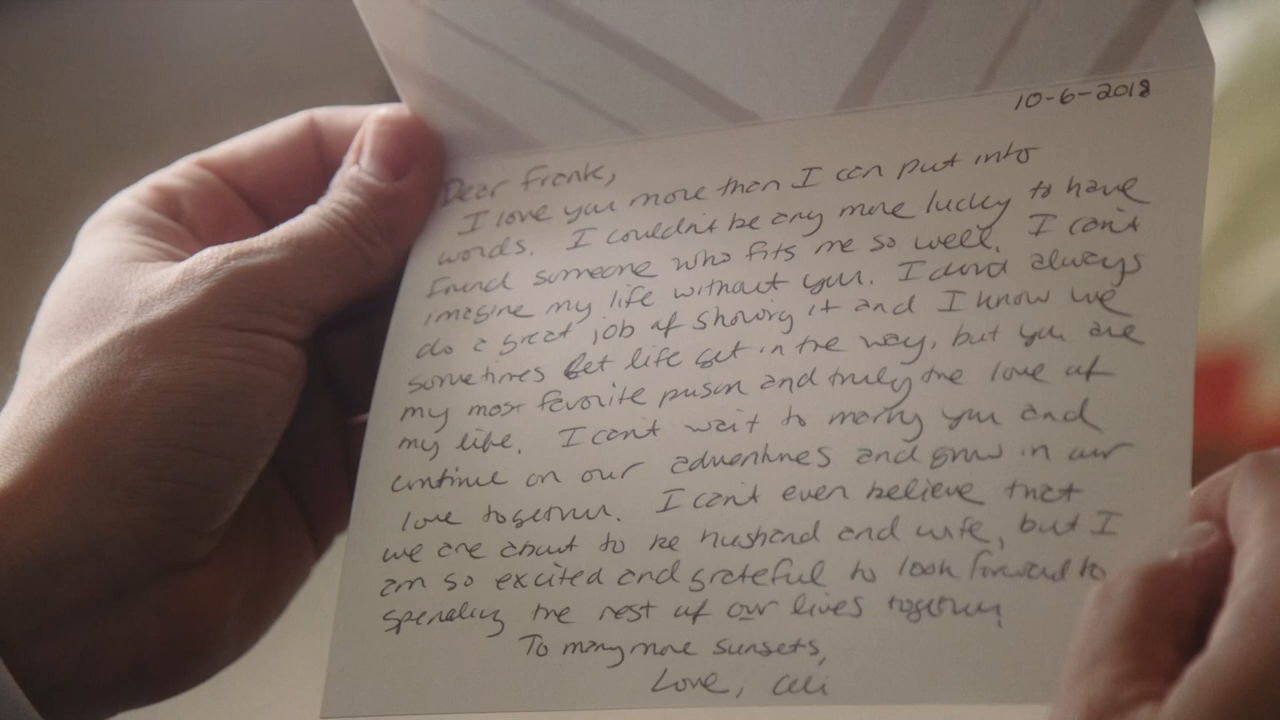 10-6-2018
Dear Frank,
I love you more than I can put into
words. I couldn't be any more lucky to have
found someone who fits me so well. I can't
imagine my life without you. I don't always
do a great job of showing it and I know we
sometimes let life get in the way, but you are
my most favorite person and truly the love of
my life. I can't wait to marry you and
continue on our adventures and grow in our
love together. I can't even believe that
we are about to be husband and wife, but I
am so excited and grateful to look forward to
spending the rest of our lives together
To many more sunsets,
Love,